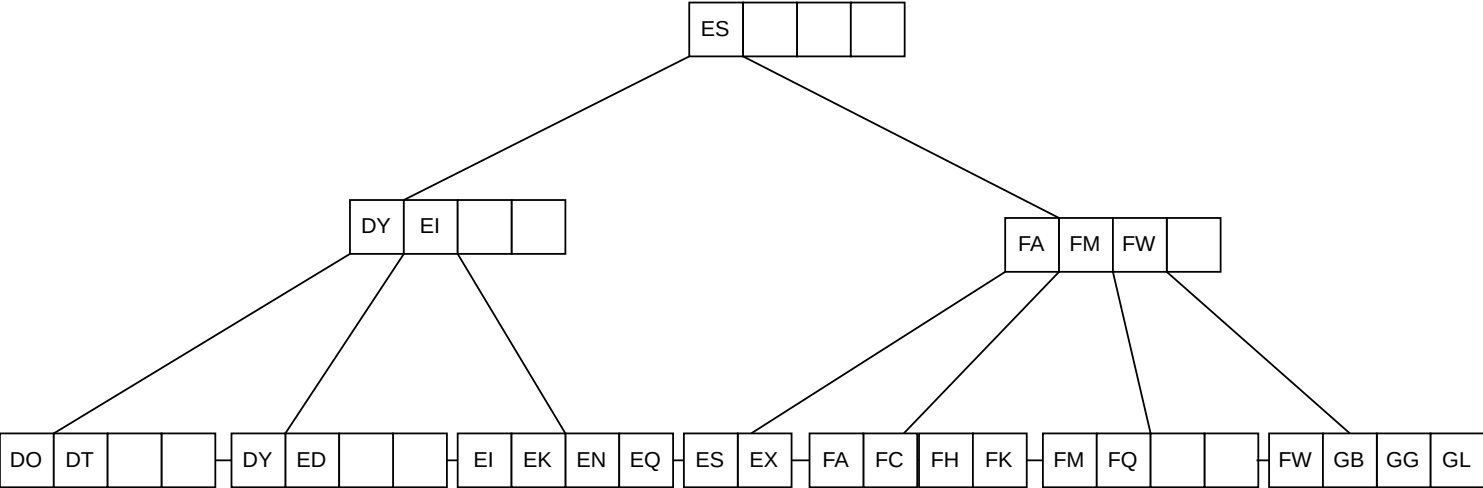 ES
DY EI
FA FM FW
DO DT DY ED EI EK EN EQ ES EX FA FC FH FK FM FQ FW GB GG GL